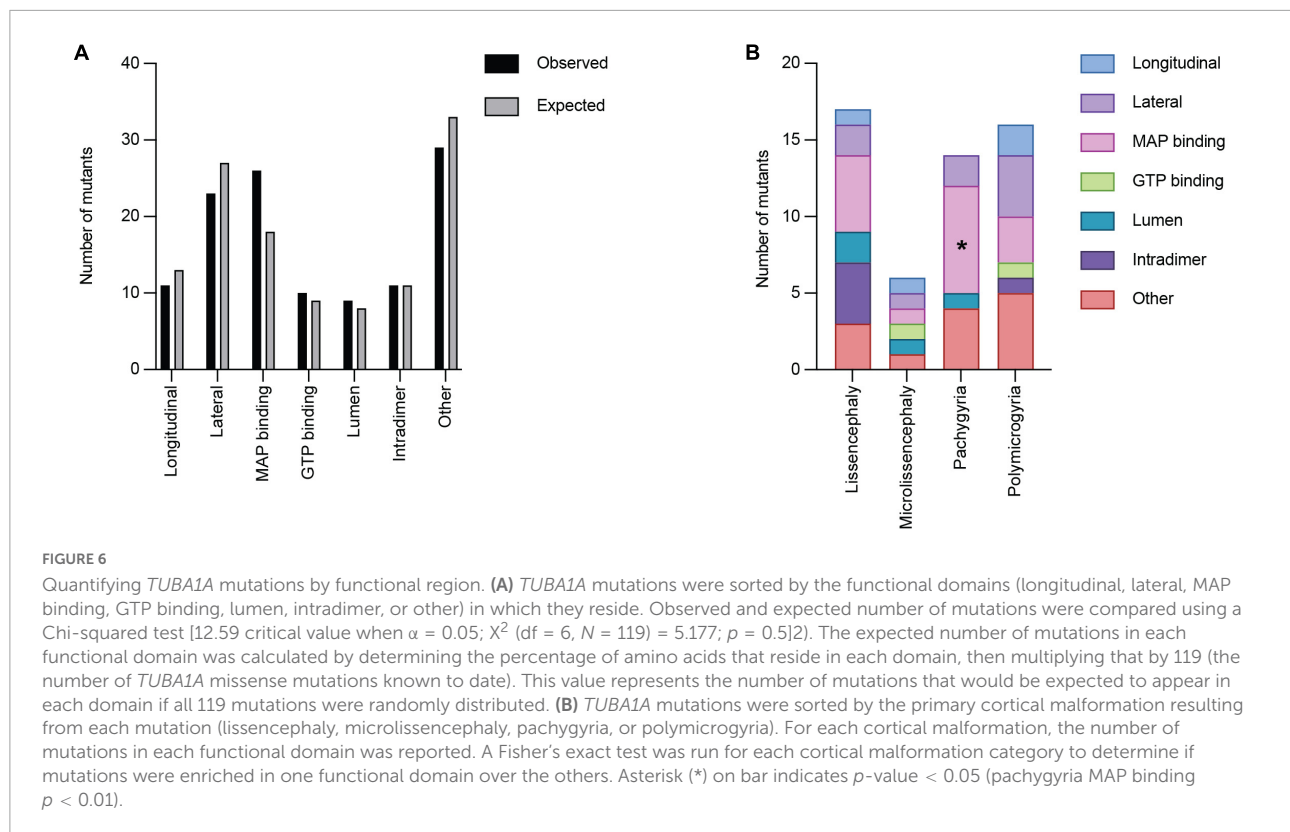 A
40
30
20
10
0
Number of mutants
Observed
Expected
Longitudinal
Lateral
MAP binding
GTP binding
Lumen
Intradimer
Other
B
20
15
10
5
0
Number of mutants
*
Lissencephaly
Microlissencephaly
Pachygyria
Polymicrogyria
Longitudinal
Lateral
MAP binding
GTP binding
Lumen
Intradimer
Other
FIGURE 6
Quantifying TUBA1A mutations by functional region. (A) TUBA1A mutations were sorted by the functional domains (longitudinal, lateral, MAP
binding, GTP binding, lumen, intradimer, or other) in which they reside. Observed and expected number of mutations were compared using a
Chi-squared test [12.59 critical value when α = 0.05; X² (df = 6, N = 119) = 5.177; p = 0.5]2). The expected number of mutations in each
functional domain was calculated by determining the percentage of amino acids that reside in each domain, then multiplying that by 119 (the
number of TUBA1A missense mutations known to date). This value represents the number of mutations that would be expected to appear in
each domain if all 119 mutations were randomly distributed. (B) TUBA1A mutations were sorted by the primary cortical malformation resulting
from each mutation (lissencephaly, microlissencephaly, pachygyria, or polymicrogyria). For each cortical malformation, the number of
mutations in each functional domain was reported. A Fisher's exact test was run for each cortical malformation category to determine if
mutations were enriched in one functional domain over the others. Asterisk (*) on bar indicates p-value < 0.05 (pachygyria MAP binding
p < 0.01).